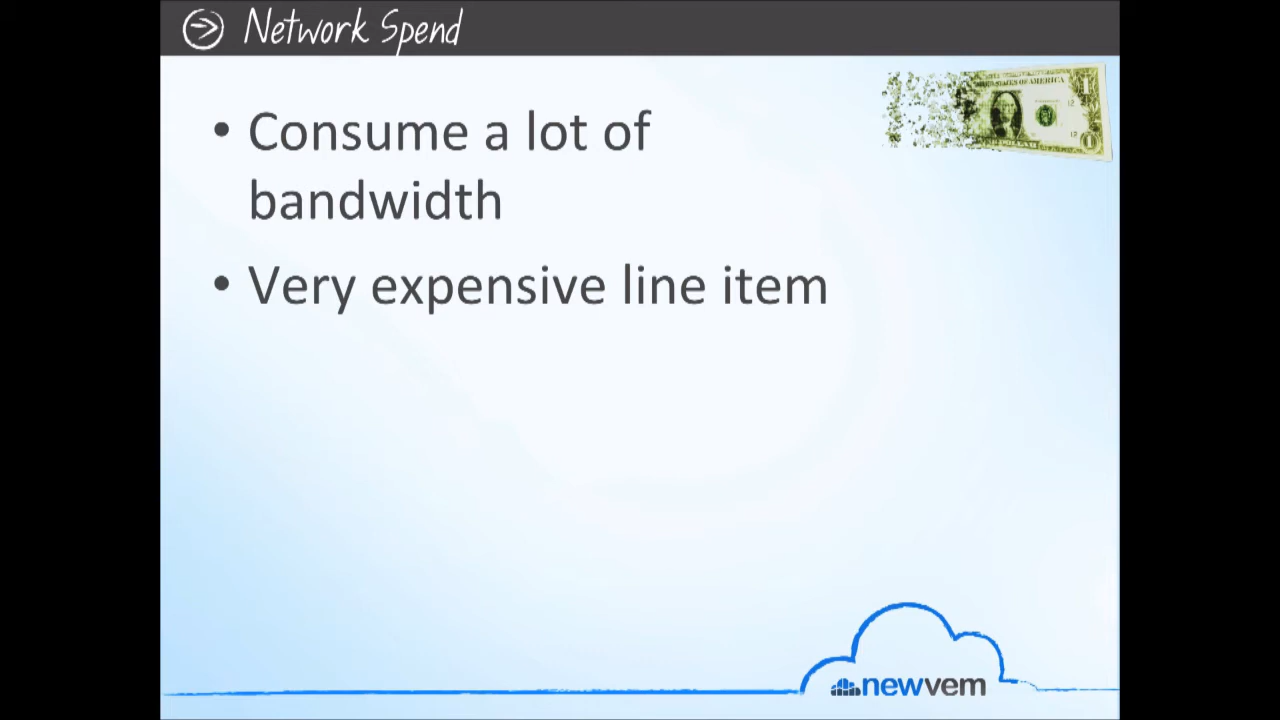 Network Spend
• Consume a lot of
bandwidth
• Very expensive line item
newvem